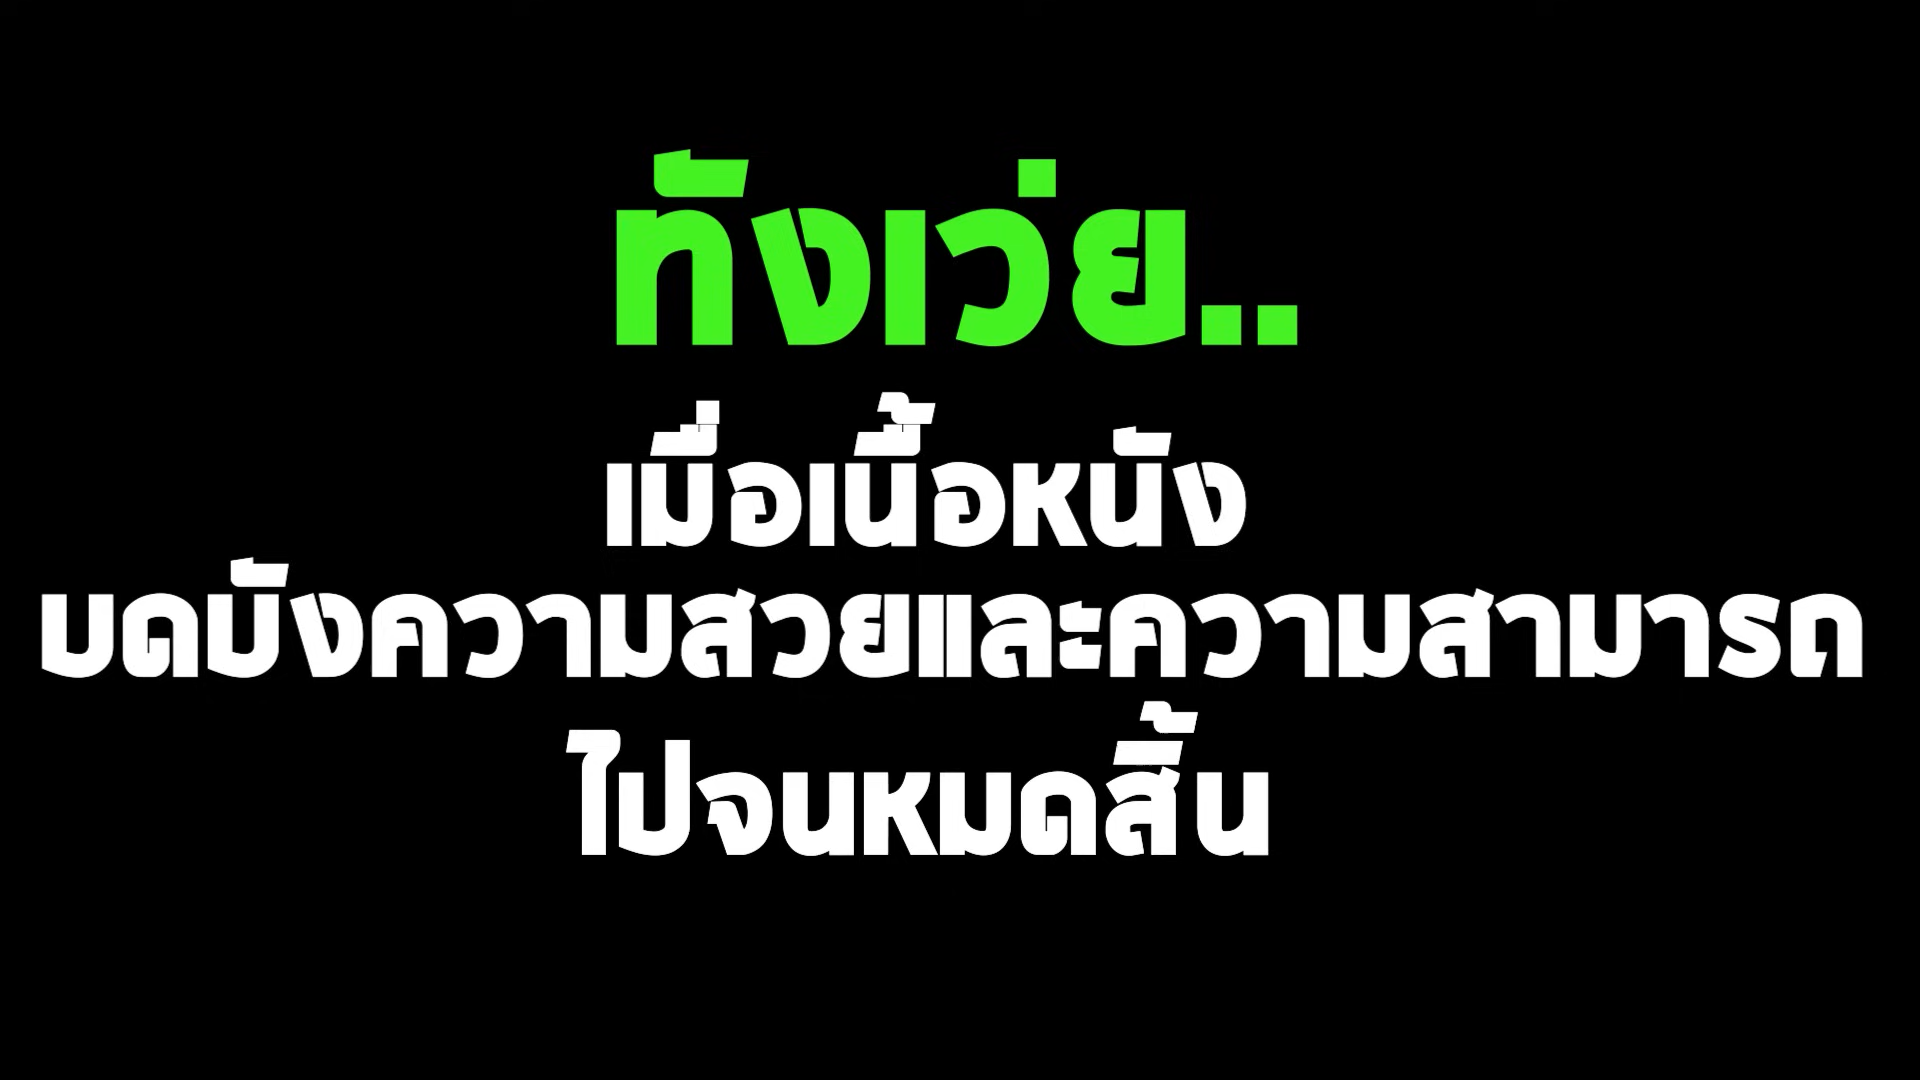 ทังเว่ย..
เมื่อเนื้อหนัง
บดบังความสวยและความสามารถ
ไปจนหมดสิ้น